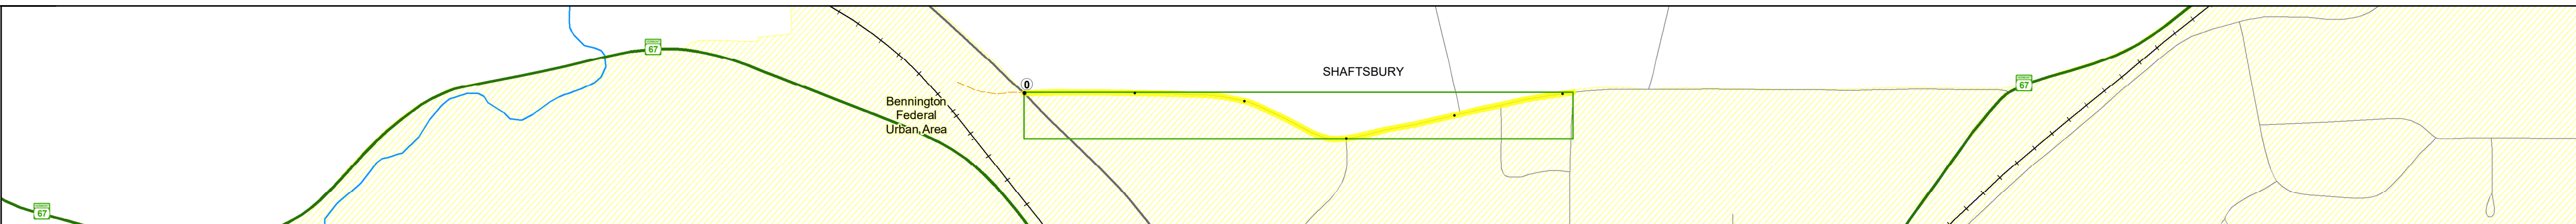 67
0
SHAFTSBURY
67
Bennington
Federal
Urban Area
67